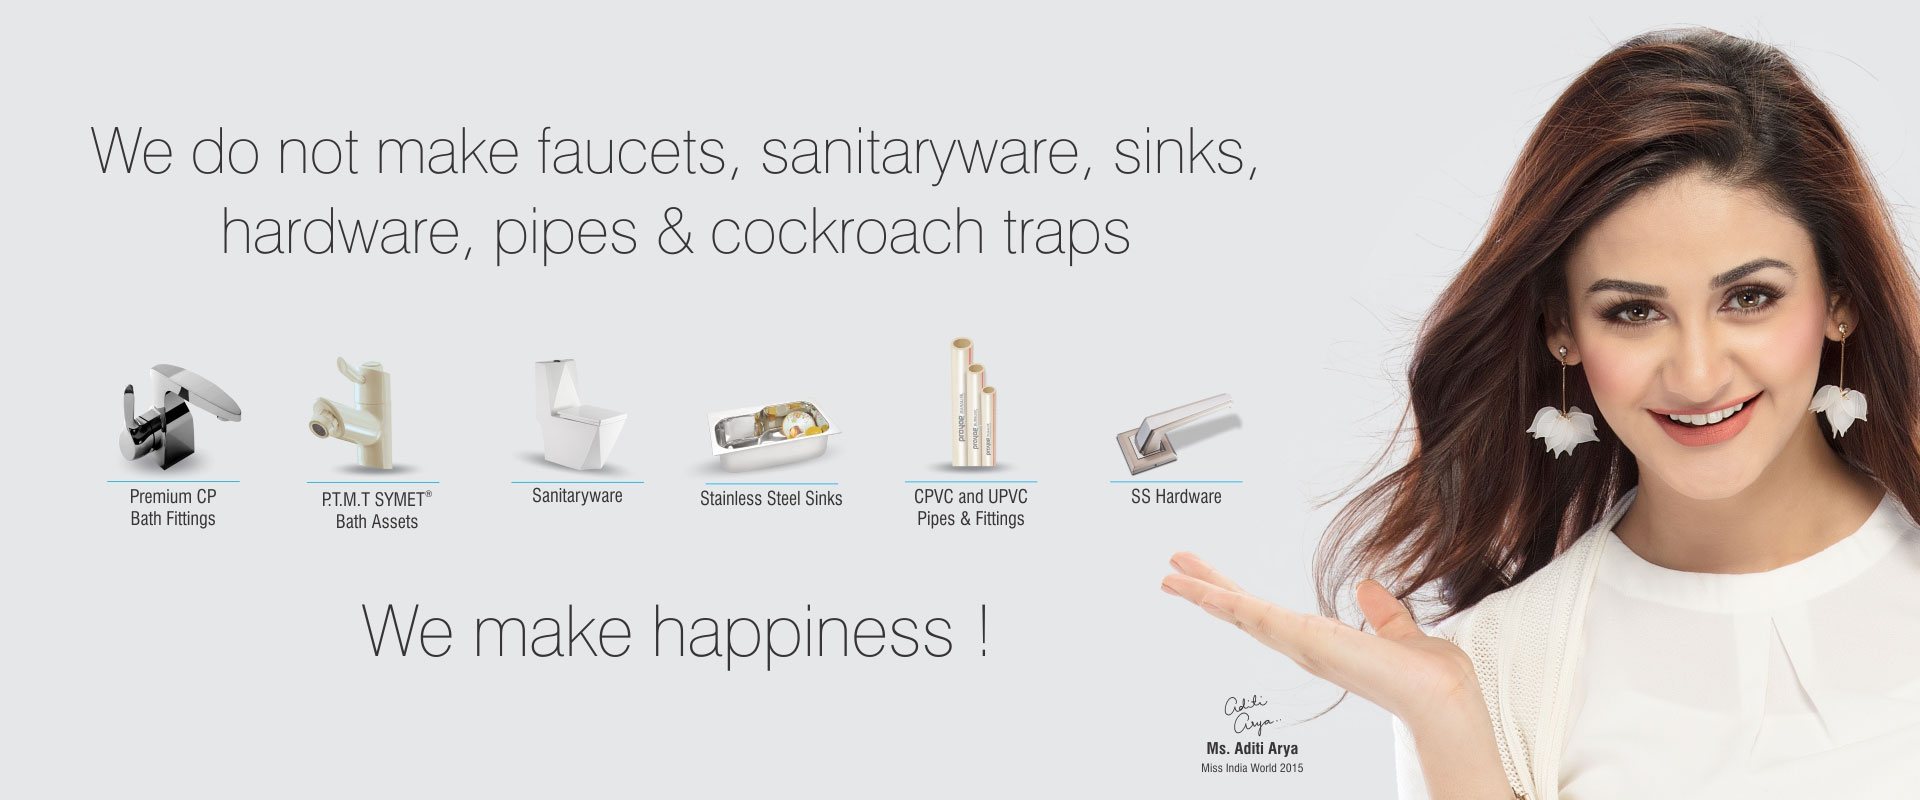 We do not make faucets, sanitaryware, sinks,
hardware, pipes & cockroach traps
Premium CP
Bath Fittings
P.T.M.T SYMET®
Bath Assets
Sanitaryware
Stainless Steel Sinks
CPVC and UPVC
Pipes & Fittings
SS Hardware
We make happiness !
Aditi
Arya..
Ms. Aditi Arya
Miss India World 2015